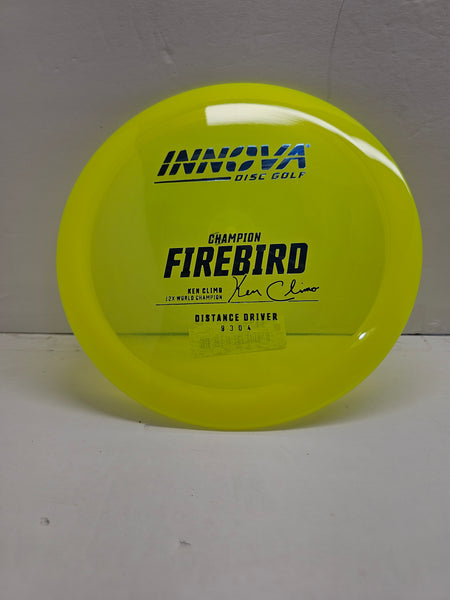 INNOVA
DISC GOLF
CHAMPION
FIREBIRD
KEN CLIMO
12X WORLD CHAMPION
Ken Climo
DISTANCE DRIVER
9 3 0 4